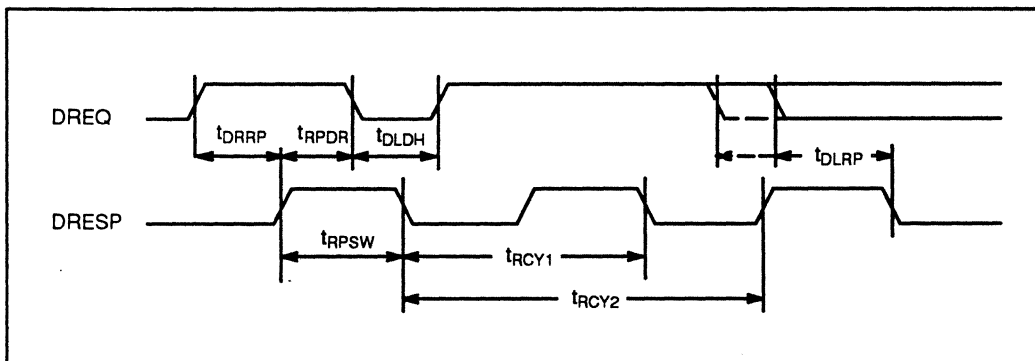 DREQ
tDRRP tRPDR tDLDH
tDLRP
DRESP
tRPSW
tRCY1
tRCY2